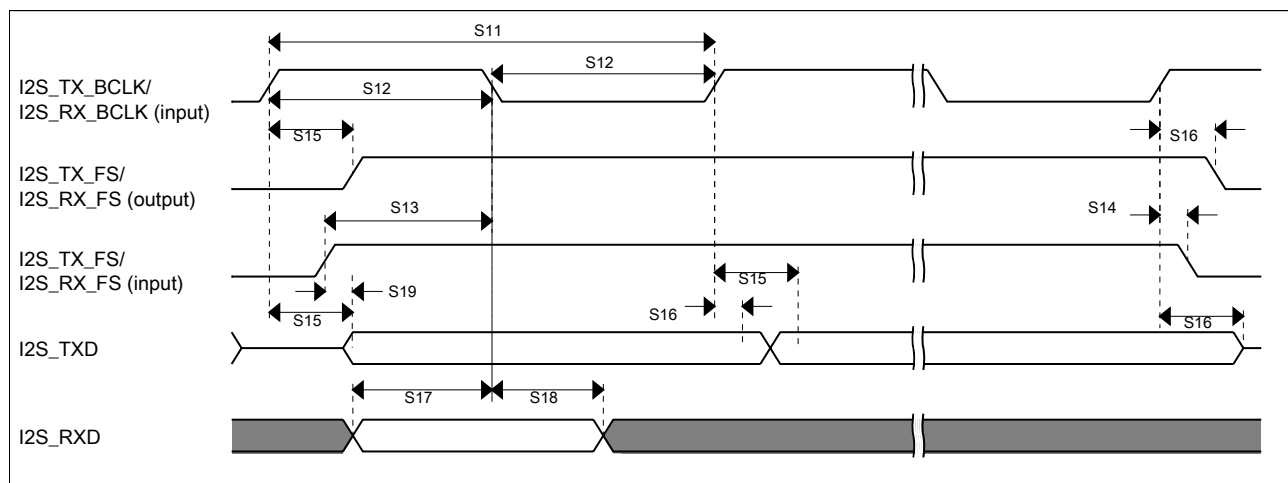 S11
S12
I2S_TX_BCLK/
I2S_RX_BCLK (input)
S12
S15
S16
I2S_TX_FS/
I2S_RX_FS (output)
S13
S14
I2S_TX_FS/
I2S_RX_FS (input)
S15
S19
S15
S16
S16
I2S_TXD
S17
S18
I2S_RXD